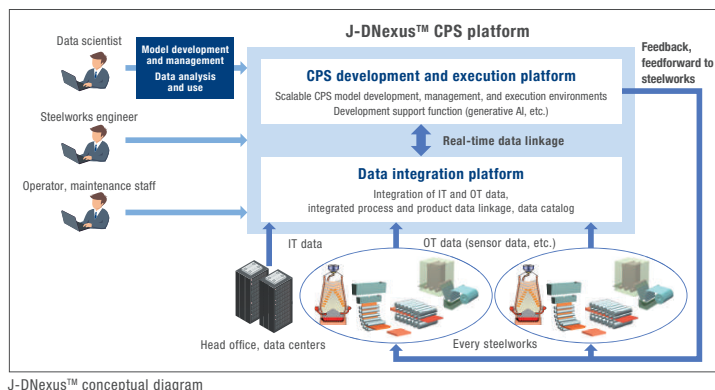 J-DNexus™ CPS platform
Data scientist
Model development
and management
Data analysis
and use
Feedback,
feedforward to
steelworks
CPS development and execution platform
Scalable CPS model development, management, and execution environments
Development support function (generative AI, etc.)
Steelworks engineer
Real-time data linkage
Data integration platform
Integration of IT and OT data,
integrated process and product data linkage, data catalog
Operator, maintenance staff
IT data
OT data (sensor data, etc.)
Head office, data centers
Every steelworks
J-DNexus™ conceptual diagram